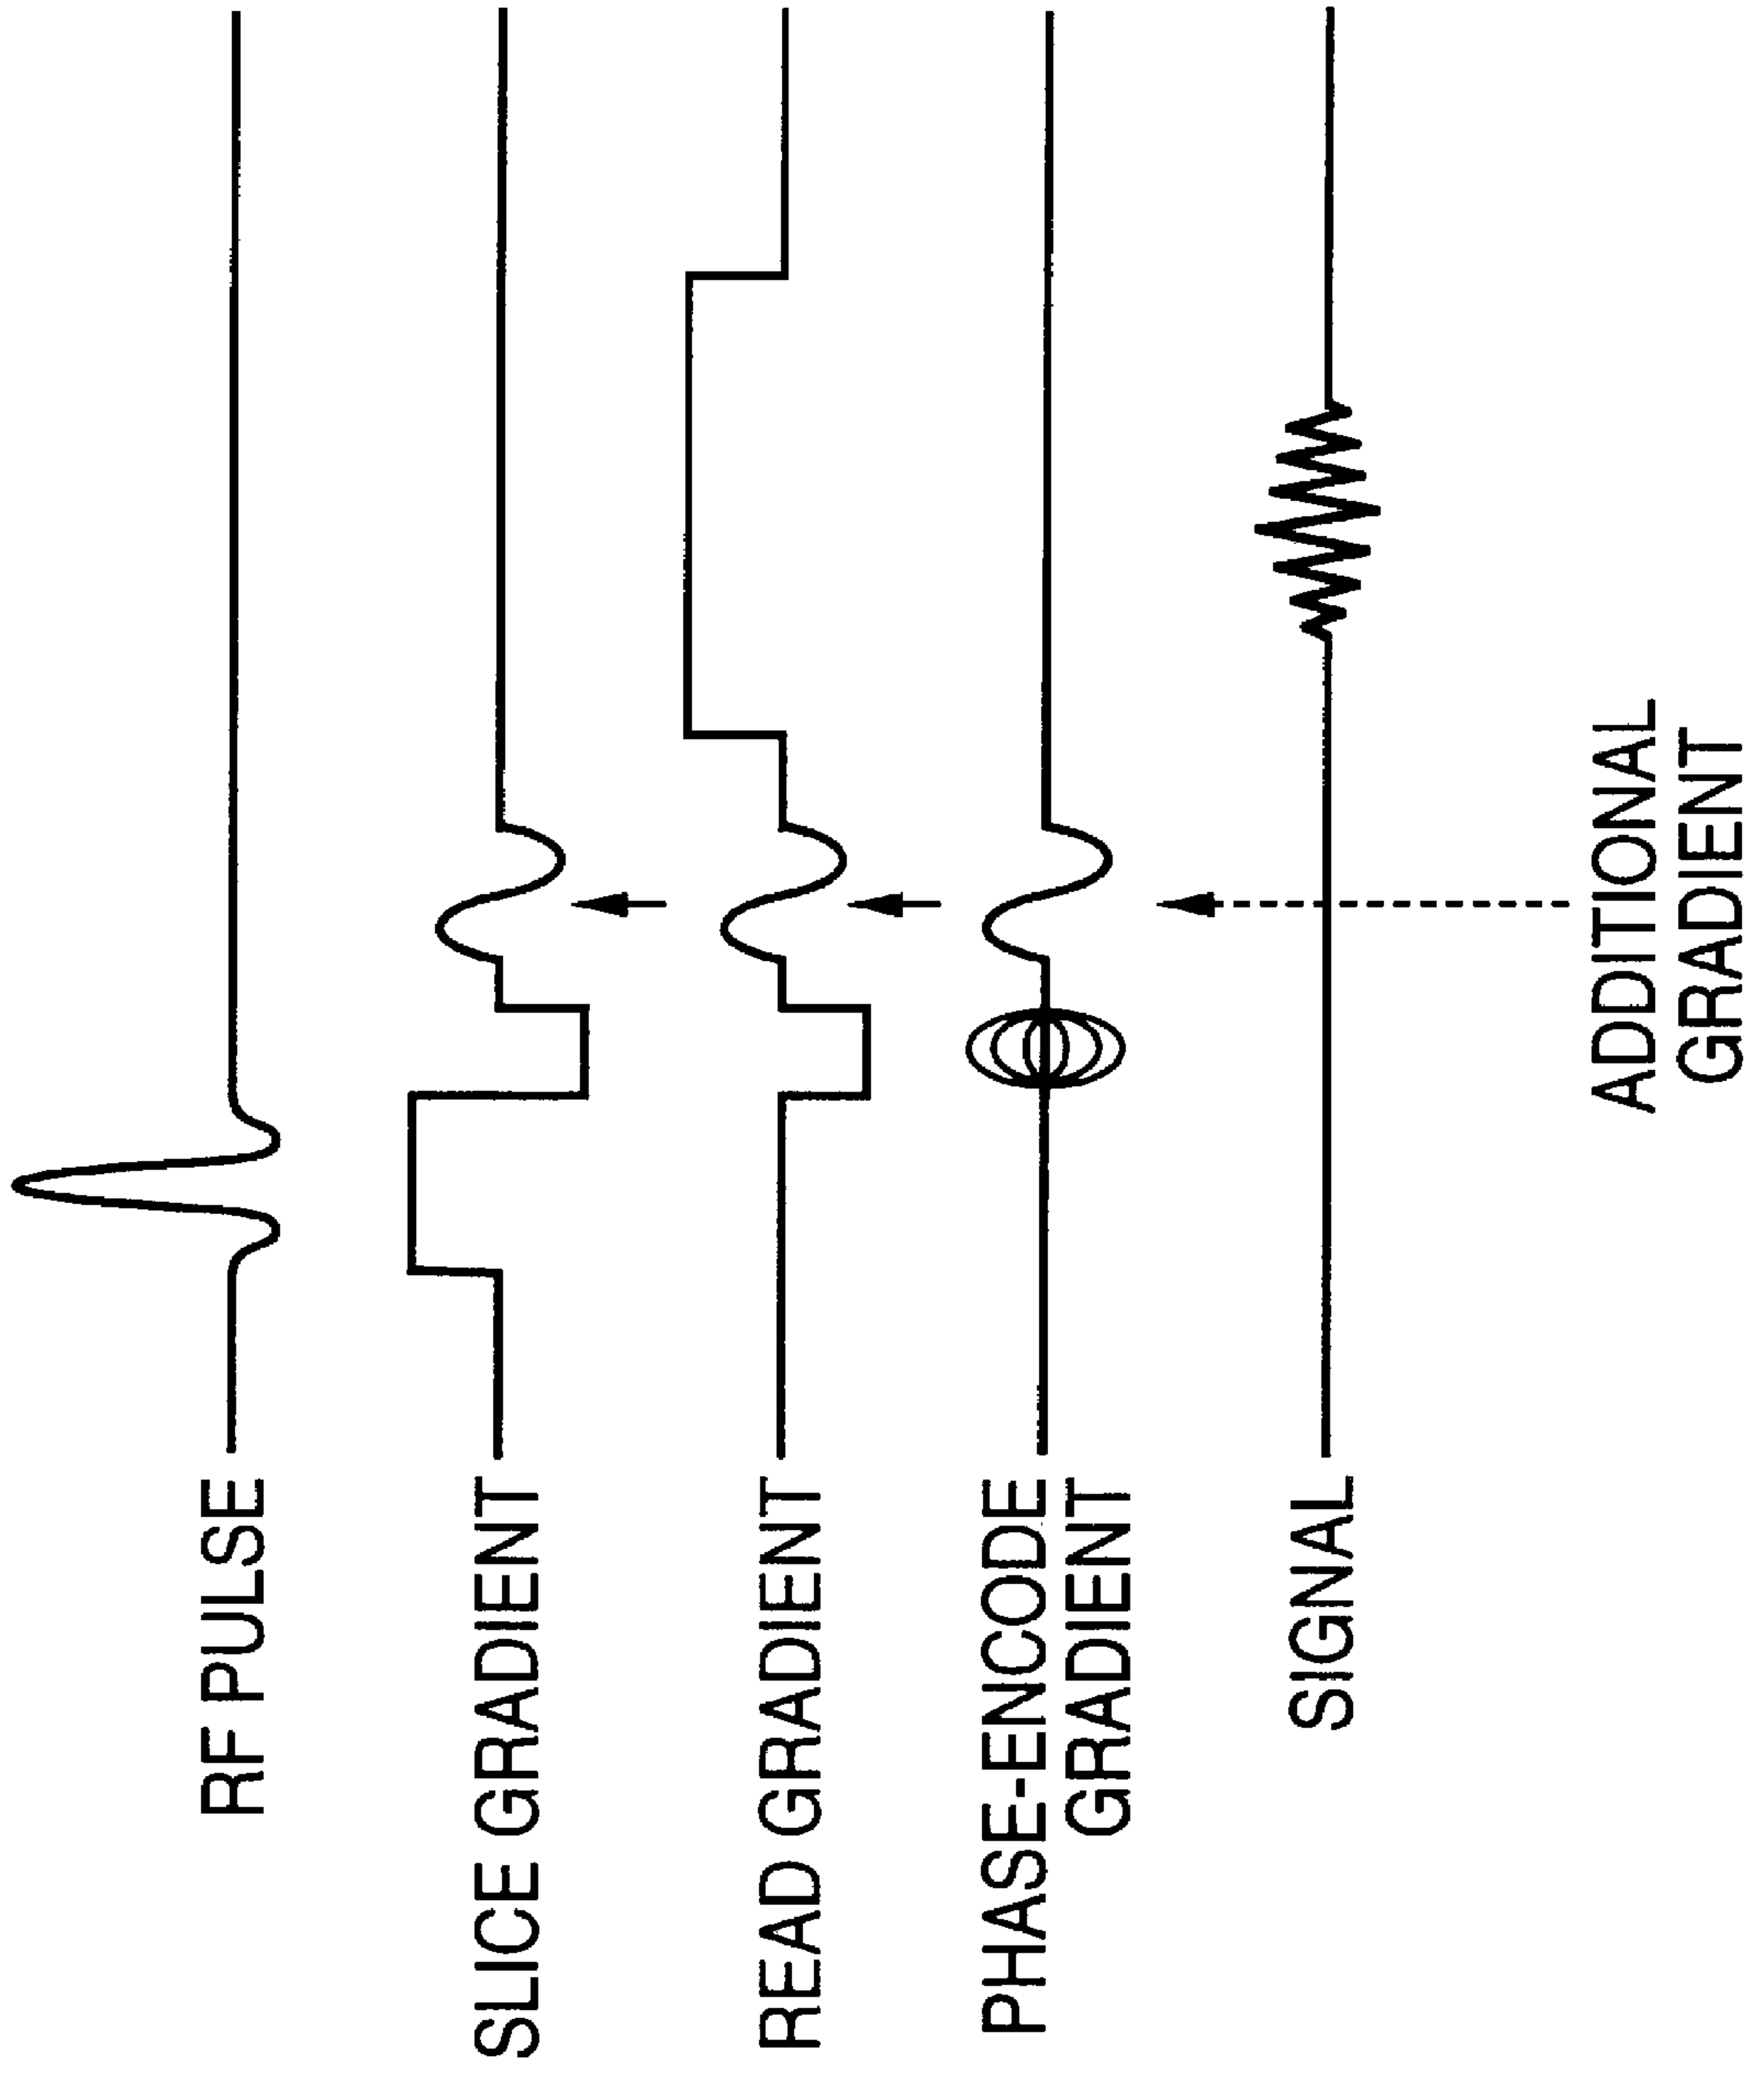 RF PULSE
SLICE GRADIENT
READ GRADIENT
PHASE-ENCODE
GRADIENT
SIGNAL
ADDITIONAL
GRADIENT